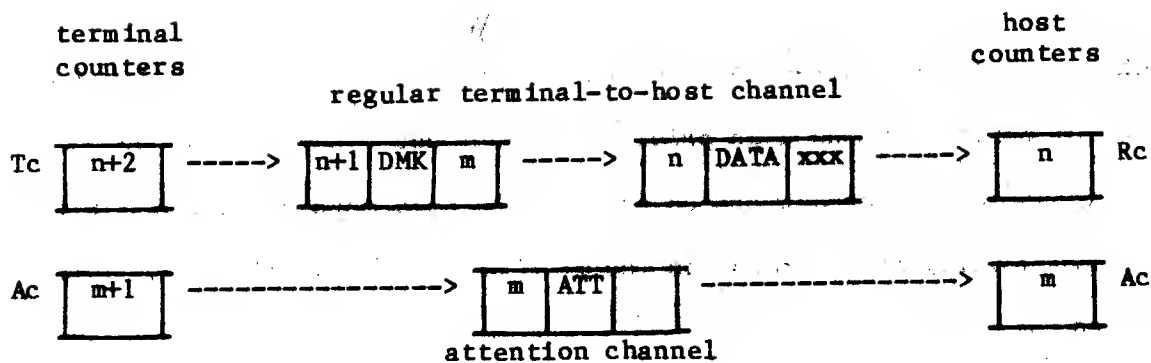 terminal counters
host counters
regular terminal-to-host channel
Tc n+2 -----> n+1 DMK m -----> n DATA xxx -----> n Rc
Ac m+1 ---------------> m ATT ---------------> m Ac
attention channel